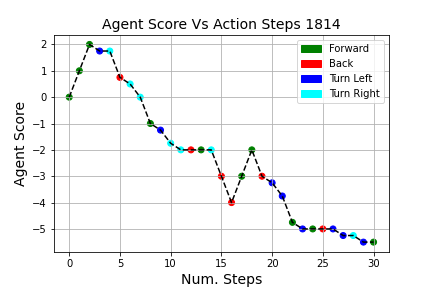 Agent Score Vs Action Steps 1814
Forward
Back
Turn Left
Turn Right
2
1
0
−1
−2
−3
−4
−5
Agent Score
0 5 10 15 20 25 30
Num. Steps